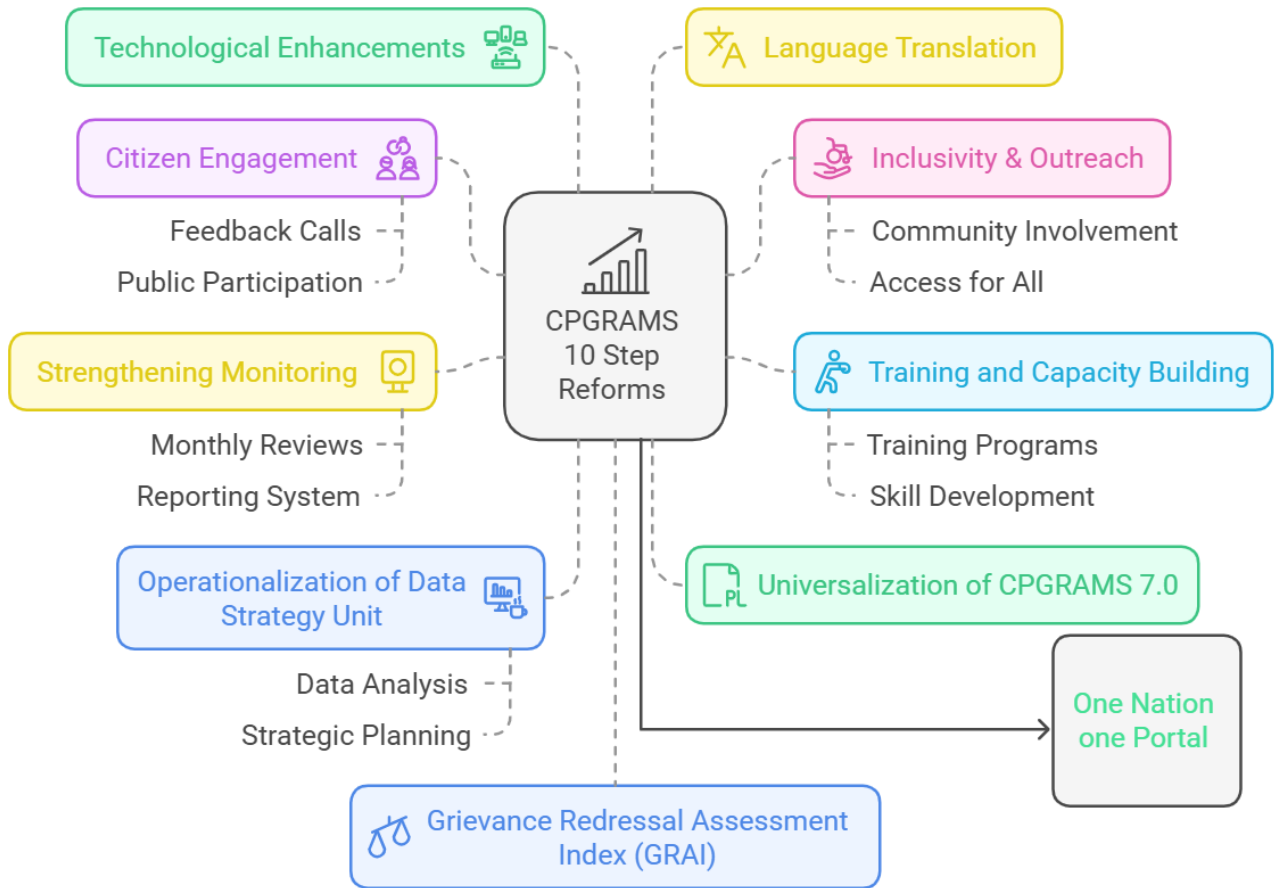 Technological Enhancements
Language Translation
Citizen Engagement
Feedback Calls
Public Participation
Inclusivity & Outreach
Community Involvement
Access for All
CPGRAMS
10 Step
Reforms
Strengthening Monitoring
Monthly Reviews
Reporting System
Training and Capacity Building
Training Programs
Skill Development
Operationalization of Data
Strategy Unit
Data Analysis
Strategic Planning
PL
Universalization of CPGRAMS 7.0
One Nation
one Portal
Grievance Redressal Assessment
Index (GRAI)